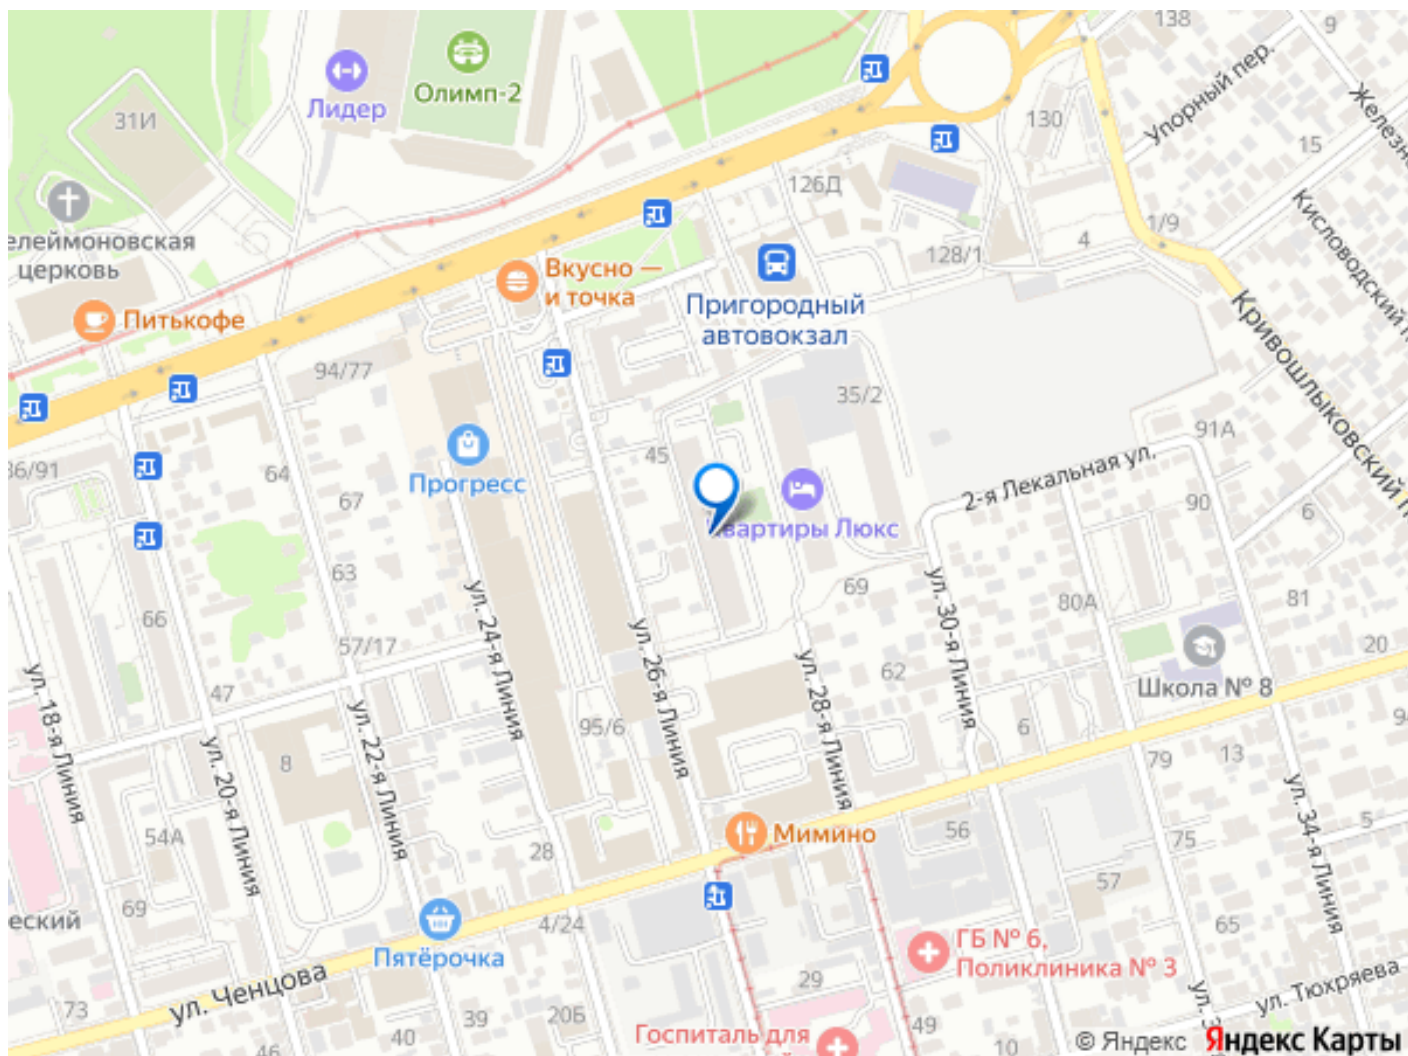 138
9
Упорный пер.
Лидер
Олимп-2
31И
130
15
126Д
1/9
4
128/1
Кисловодский п
елеймоновская
церковь
Вкусно —
и точка
Питькофе
Пригородный
автовокзал
Кривошлыковский п
94/77
35/2
91А
36/91
64
67
Прогресс
45
2-я Лекальная ул.
90
6
Квартиры Люкс
63
69
66
80А
81
57/17
ул. 24-я Линия
ул. 26-я Линия
ул. 28-я Линия
ул. 30-я Линия
20
62
Школа № 8
47
ул. 18-я Линия
ул. 20-я Линия
ул. 22-я Линия
95/6
6
13
79
94
8
ул. 34-я Линия
54А
28
Мимино
56
75
5
57
69
еский
4/24
65
Пятёрочка
ГБ № 6,
Поликлиника № 3
ул. Ченцова
29
ул. Тюхряева
73
39
20Б
40
46
49
10
Госпиталь для
© Яндекс
Яндекс Карты